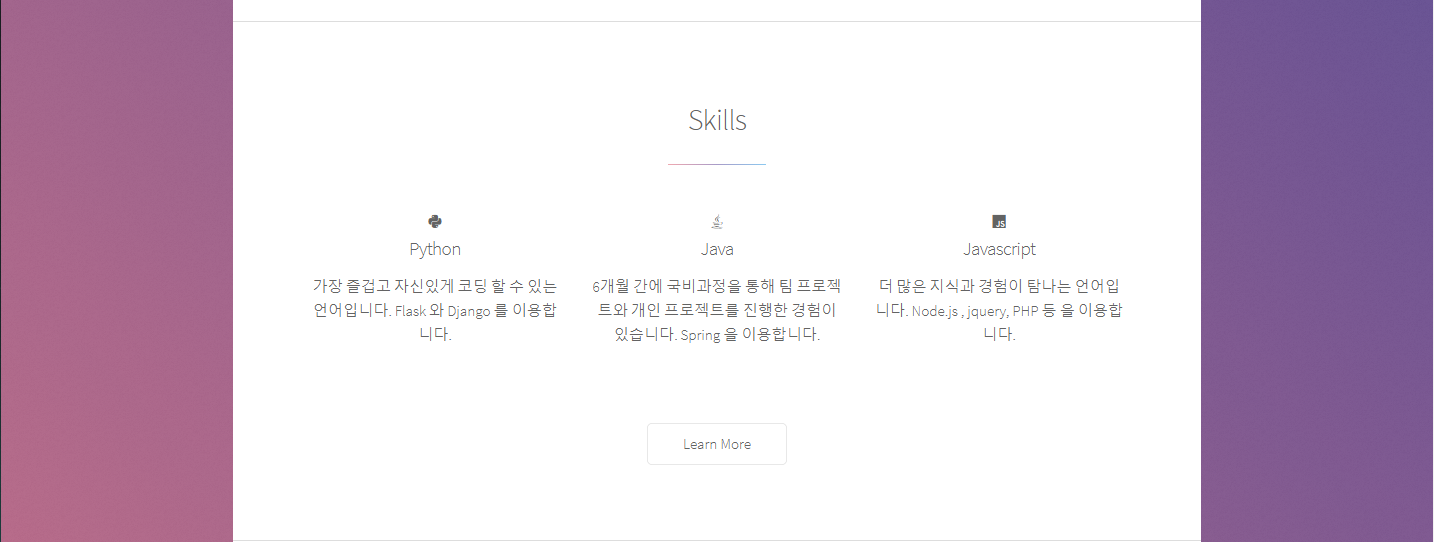 Skills
JS
Python
가장 즐겁고 자신있게 코딩 할 수 있는
언어입니다. Flask 와 Django 를 이용합
니다.
Java
6개월 간에 국비과정을 통해 팀 프로젝
트와 개인 프로젝트를 진행한 경험이
있습니다. Spring 을 이용합니다.
Javascript
더 많은 지식과 경험이 탐나는 언어입
니다. Node.js , jquery, PHP 등 을 이용합
니다.
Learn More